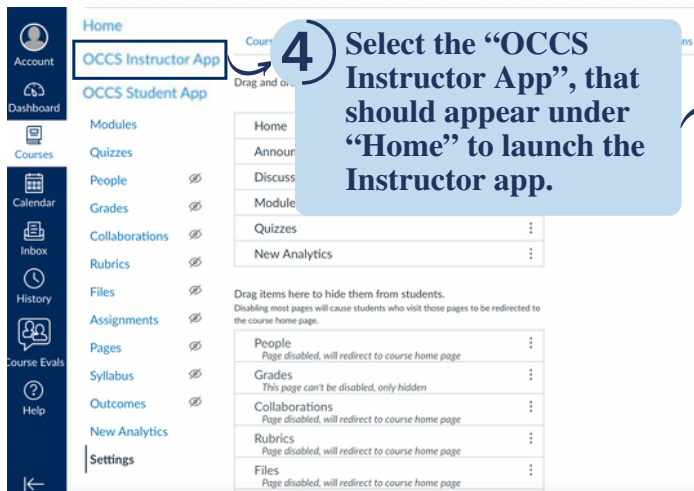 Account
Dashboard
Courses
Calendar
Inbox
History
Course Evals
Help
Home
OCCS Instructor App
OCCS Student App
Modules
Quizzes
People
Grades
Collaborations
Rubrics
Files
Assignments
Pages
Syllabus
Outcomes
New Analytics
Settings
4
Select the “OCCS
Instructor App”, that
should appear under
“Home” to launch the
Instructor app.
Drag and
Home
Quizzes
New Analytics
Drag items here to hide them from students.
Disabling most pages will cause students who visit those pages to be redirected to
the course home page.
People
Page disabled, will redirect to course home page
Grades
This page can't be disabled, only hidden
Collaborations
Page disabled, will redirect to course home page
Rubrics
Page disabled, will redirect to course home page
Files
Page disabled, will redirect to course home page